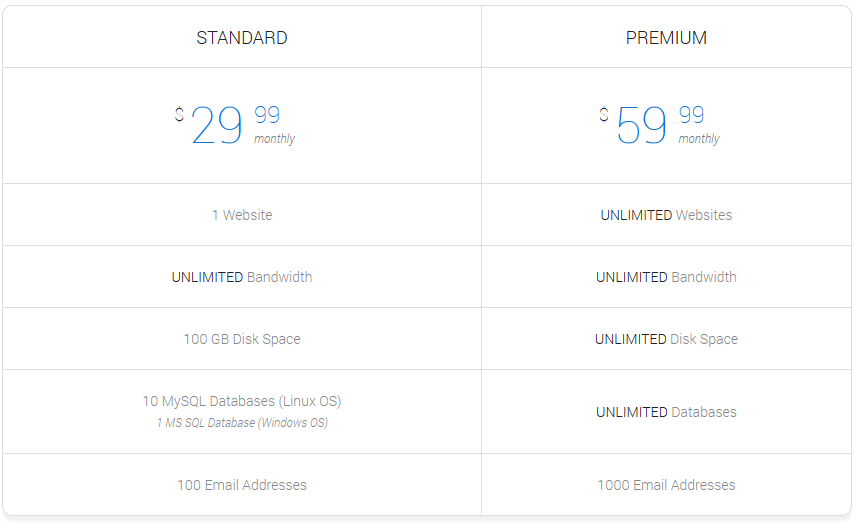 STANDARD PREMIUM
$ 29 99 monthly $ 59 99 monthly
1 Website UNLIMITED Websites
UNLIMITED Bandwidth UNLIMITED Bandwidth
100 GB Disk Space UNLIMITED Disk Space
10 MySQL Databases (Linux OS)
1 MS SQL Database (Windows OS)
UNLIMITED Databases
100 Email Addresses 1000 Email Addresses